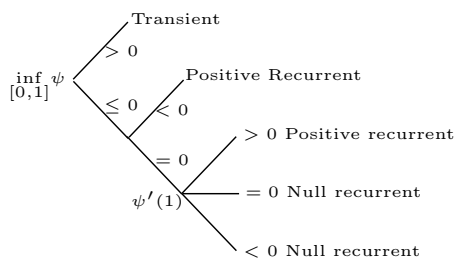 Transient
> 0
inf ψ
[0,1]
Positive Recurrent
≤ 0
< 0
> 0 Positive recurrent
= 0
ψ′(1)
= 0 Null recurrent
< 0 Null recurrent